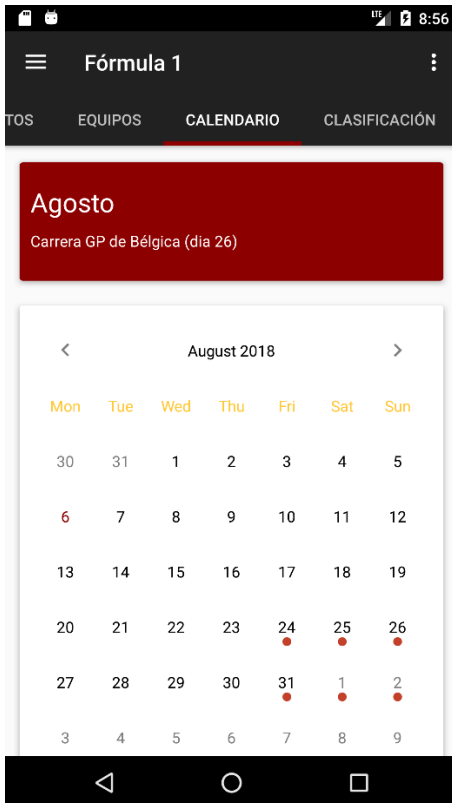 LTE 8:56
Fórmula 1
TOS EQUIPOS CALENDARIO CLASIFICACIÓN
Agosto
Carrera GP de Bélgica (dia 26)
August 2018
Mon Tue Wed Thu Fri Sat Sun
30 31 1 2 3 4 5
6 7 8 9 10 11 12
13 14 15 16 17 18 19
20 21 22 23 24 25 26
27 28 29 30 31 1 2
3 4 5 6 7 8 9